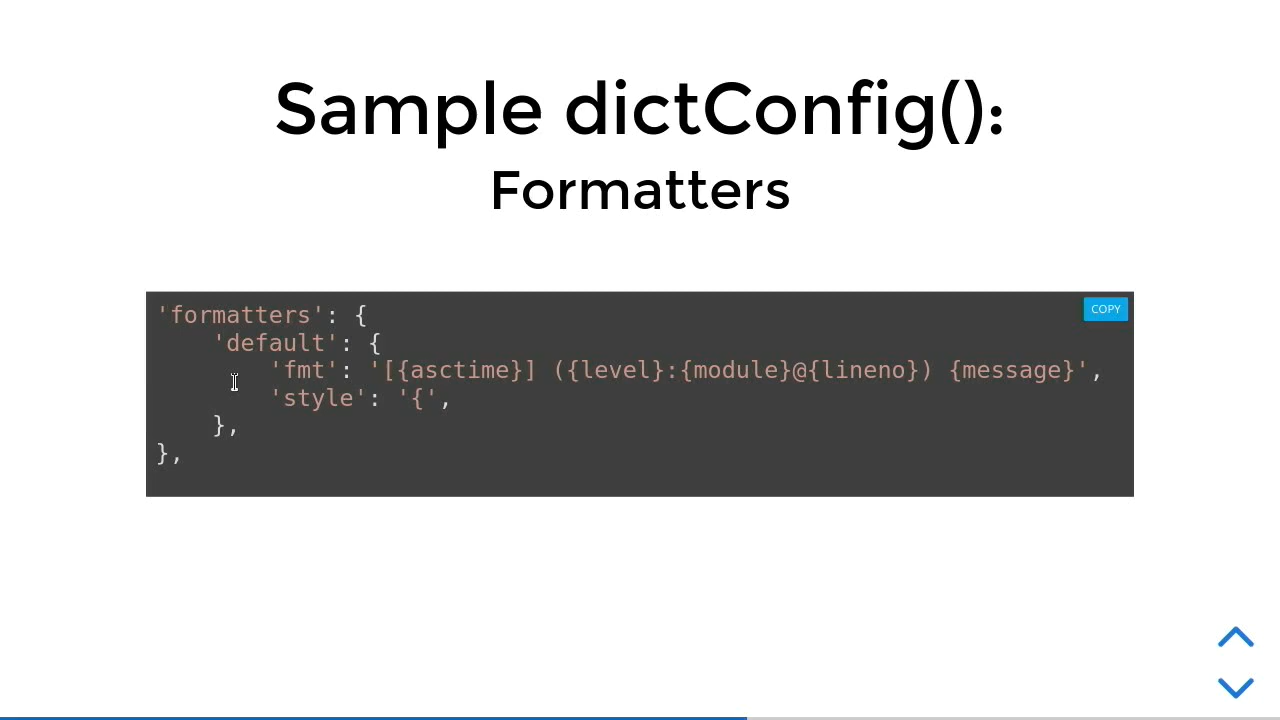 Sample dictConfig():
Formatters
COPY
'formatters': {
    'default': {
        'fmt': '[{asctime}] ({level}:{module}@{lineno}) {message}',
        'style': '{',
    },
},